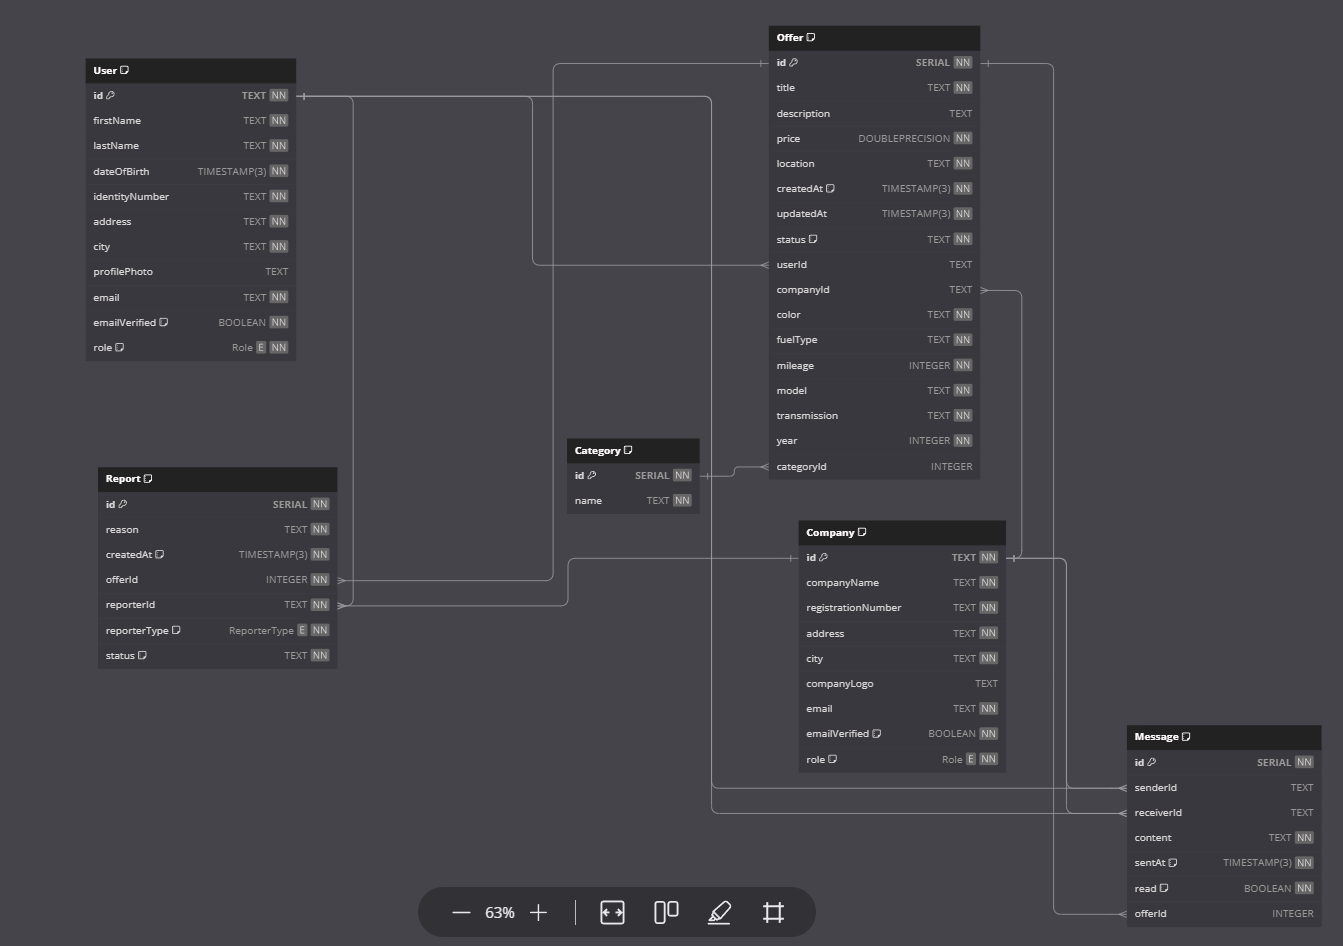 User
id TEXT NN
firstName TEXT NN
lastName TEXT NN
dateOfBirth TIMESTAMP(3) NN
identityNumber TEXT NN
address TEXT NN
city TEXT NN
profilePhoto TEXT
email TEXT NN
emailVerified BOOLEAN NN
role Role E NN
Offer
id SERIAL NN
title TEXT NN
description TEXT
price DOUBLEPRECISION NN
location TEXT NN
createdAt TIMESTAMP(3) NN
updatedAt TIMESTAMP(3) NN
status TEXT NN
userId TEXT
companyId TEXT
color TEXT NN
fuelType TEXT NN
mileage INTEGER NN
model TEXT NN
transmission TEXT NN
year INTEGER NN
categoryId INTEGER
Category
id SERIAL NN
name TEXT NN
Report
id SERIAL NN
reason TEXT NN
createdAt TIMESTAMP(3) NN
offerId INTEGER NN
reporterId TEXT NN
reporterType ReporterType E NN
status TEXT NN
Company
id TEXT NN
companyName TEXT NN
registrationNumber TEXT NN
address TEXT NN
city TEXT NN
companyLogo TEXT
email TEXT NN
emailVerified BOOLEAN NN
role Role E NN
Message
id SERIAL NN
senderId TEXT
receiverId TEXT
content TEXT NN
sentAt TIMESTAMP(3) NN
read BOOLEAN NN
offerId INTEGER
63%